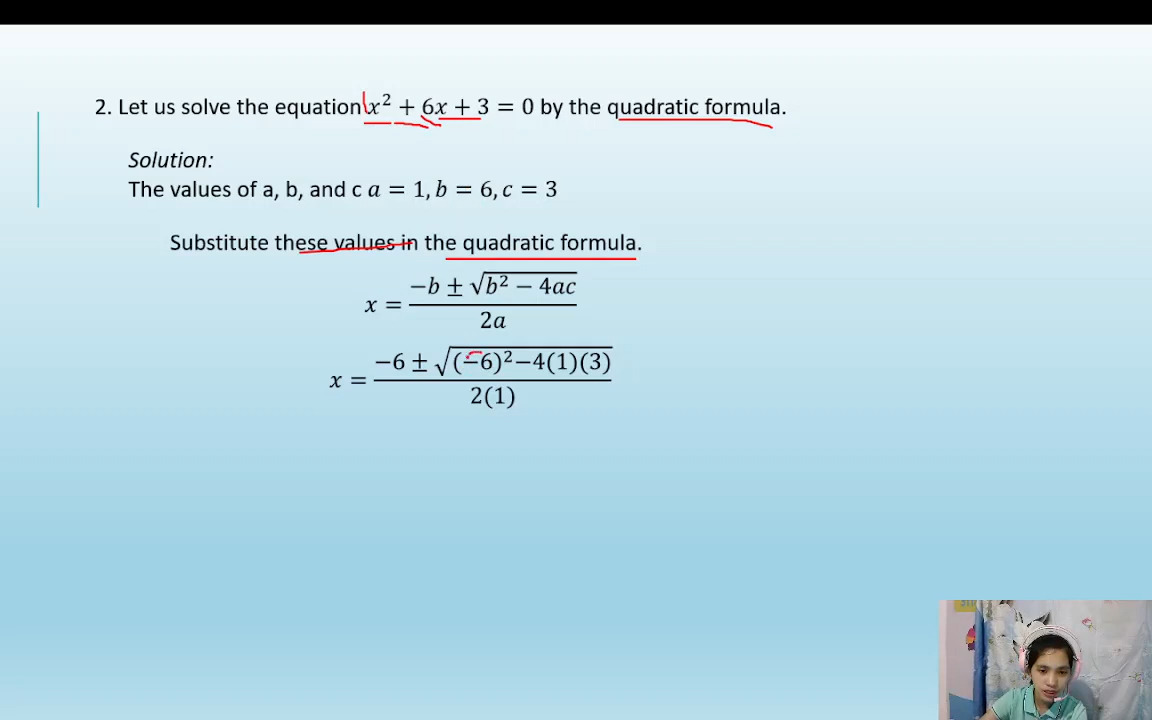 2. Let us solve the equation x² + 6x + 3 = 0 by the quadratic formula.
Solution:
The values of a, b, and c a = 1, b = 6, c = 3
Substitute these values in the quadratic formula.
x = (−b ± √(b² − 4ac)) / 2a
x = (−6 ± √((−6)²−4(1)(3))) / 2(1)